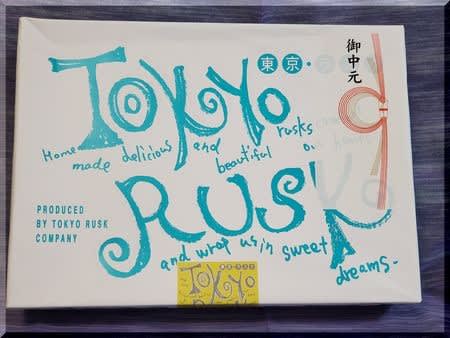 TOKYO
東京・
御中元
Home made delicious and beautiful rusks
RUSK
PRODUCED
BY TOKYO RUSK
COMPANY
and wrap us in sweet dreams-
TOKYO